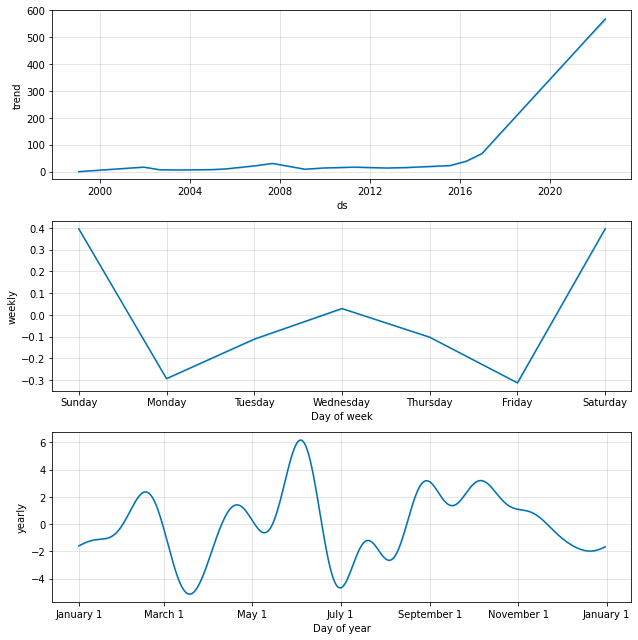 600
500
400
300
200
100
0
trend
2000 2004 2008 2012 2016 2020
ds
0.4
0.3
0.2
0.1
0.0
−0.1
−0.2
−0.3
weekly
Sunday Monday Tuesday Wednesday Thursday Friday Saturday
Day of week
6
4
2
0
−2
−4
yearly
January 1 March 1 May 1 July 1 September 1 November 1 January 1
Day of year